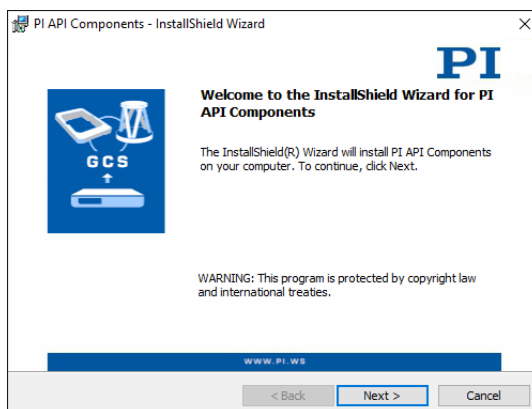 PI API Components - InstallShield Wizard
PI
Welcome to the InstallShield Wizard for PI
API Components
GCS
The InstallShield(R) Wizard will install PI API Components
on your computer. To continue, click Next.
WARNING: This program is protected by copyright law
and international treaties.
WWW.PI.WS
< Back
Next >
Cancel